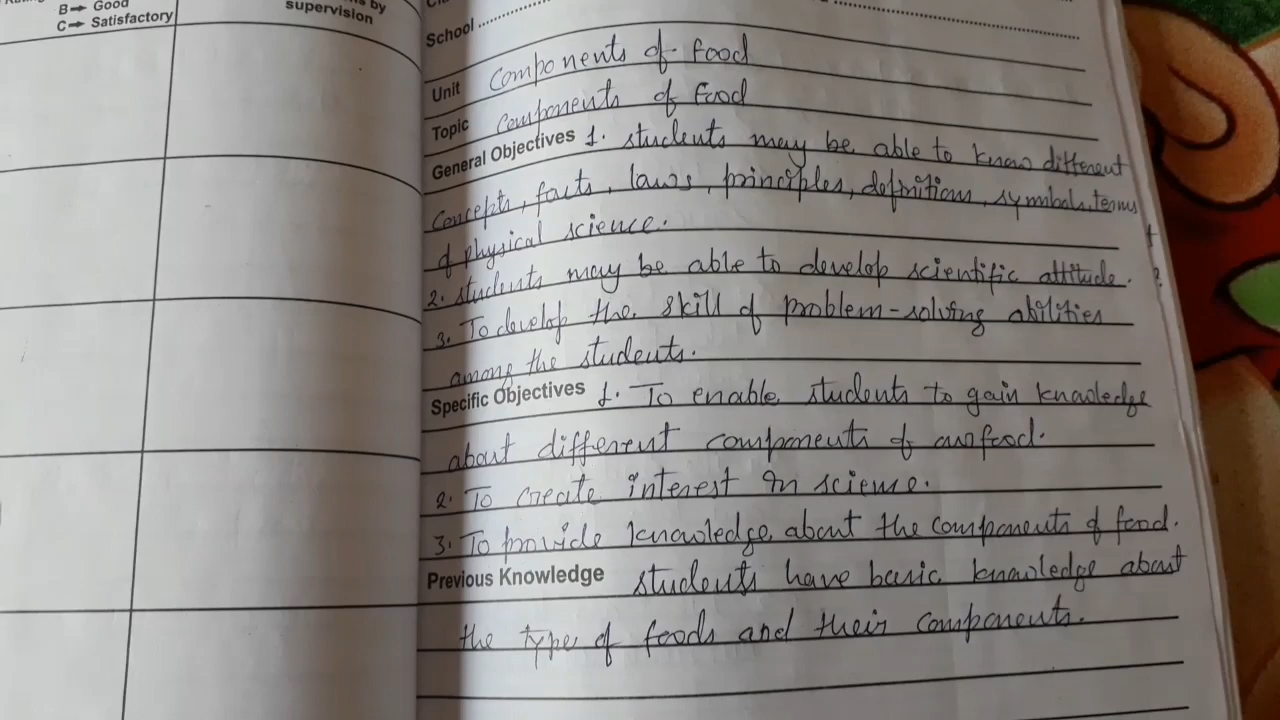 B→ Good
C→ Satisfactory
by
supervision
School
Unit Components of food
Topic Components of food
General Objectives 1. students may be able to know different
concepts, facts, laws, principles, definitions, symbols, terms
of physical science.
2. students may be able to develop scientific attitude.
3. To develop the skill of problem-solving abilities
among the students.
Specific Objectives 1. To enable students to gain knowledge
about different components of our food.
2. To create interest in science.
3. To provide knowledge about the components of food.
Previous Knowledge students have basic knowledge about
the type of foods and their components.